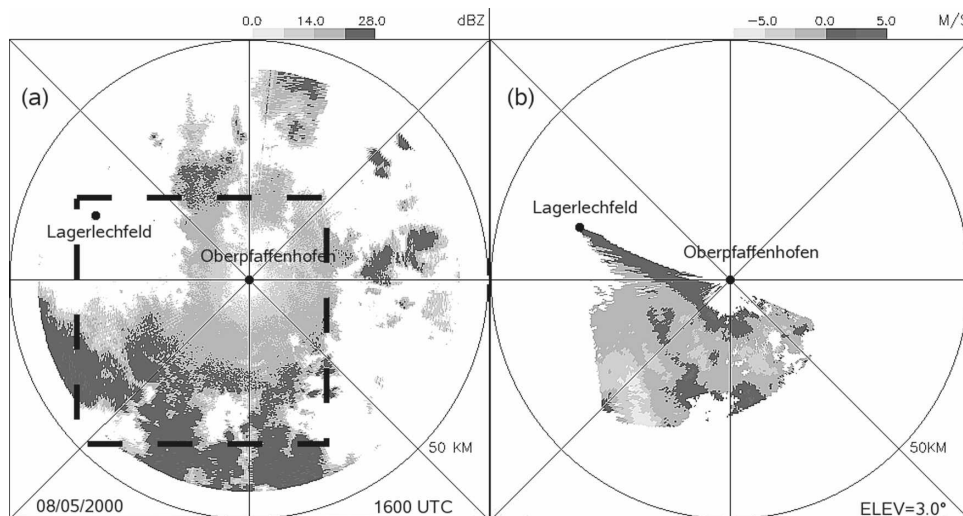 0.0 14.0 28.0 dBZ
-5.0 0.0 5.0 M/S
(a)
(b)
Lagerlechfeld
Oberpfaffenhofen
Lagerlechfeld
Oberpfaffenhofen
50 KM
50KM
08/05/2000
1600 UTC
ELEV=3.0°